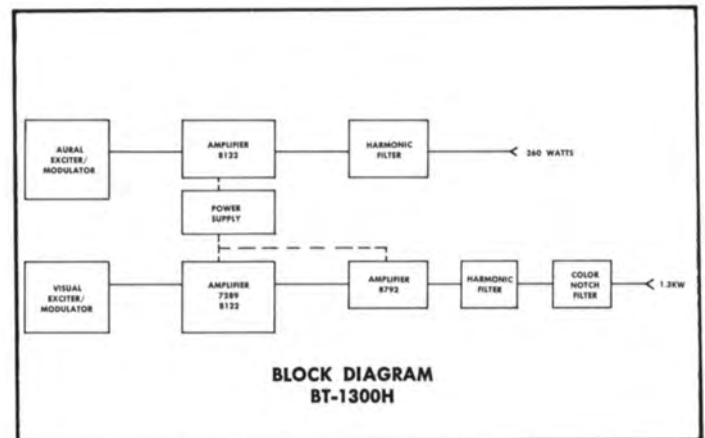 AURAL
EXCITER/
MODULATOR
AMPLIFIER
8122
HARMONIC
FILTER
260 WATTS
POWER
SUPPLY
VISUAL
EXCITER/
MODULATOR
AMPLIFIER
7289
8122
AMPLIFIER
8792
HARMONIC
FILTER
COLOR
NOTCH
FILTER
1.3KW
BLOCK DIAGRAM
BT-1300H